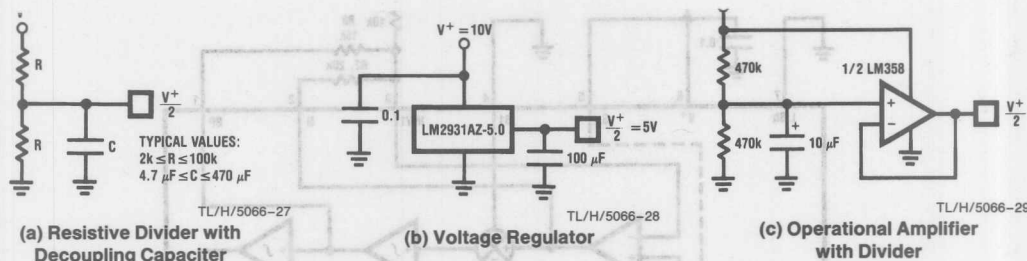 R
R
C
V+
2
TYPICAL VALUES:
2k ≤ R ≤ 100k
4.7 μF ≤ C ≤ 470 μF
TL/H/5066–27
(a) Resistive Divider with
Decoupling Capaciter
V+ = 10V
0.1
LM2931AZ-5.0
V+
2 = 5V
100 μF
TL/H/5066–28
(b) Voltage Regulator
470k
470k
1/2 LM358
+
−
+
10 μF
V+
2
TL/H/5066–29
(c) Operational Amplifier
with Divider